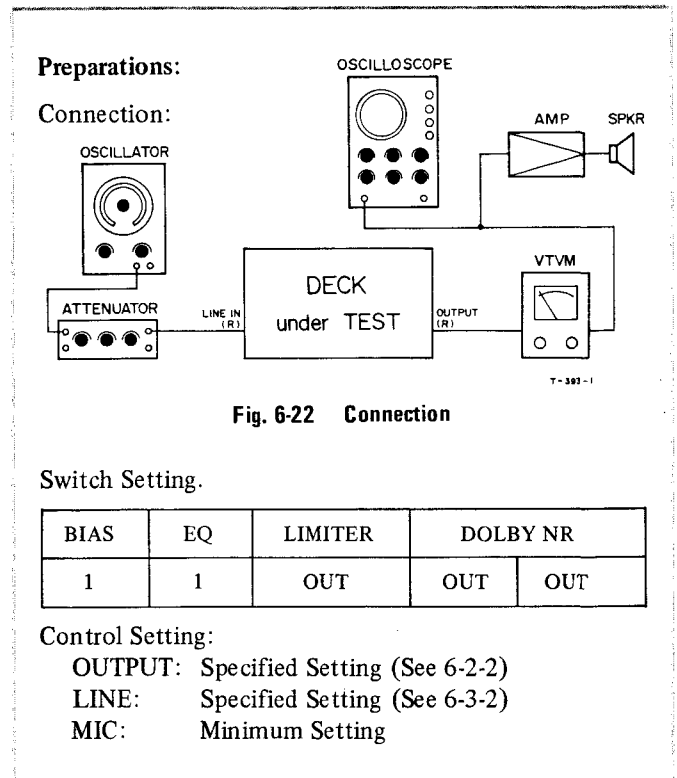 Preparations:
Connection:
OSCILLOSCOPE
AMP SPKR
OSCILLATOR
VTVM
ATTENUATOR
LINE IN
(R)
DECK
under TEST
OUTPUT
(R)
T-393-1
Fig. 6-22 Connection
Switch Setting.
BIAS EQ LIMITER DOLBY NR
1 1 OUT OUT OUT
Control Setting:
OUTPUT: Specified Setting (See 6-2-2)
LINE: Specified Setting (See 6-3-2)
MIC: Minimum Setting